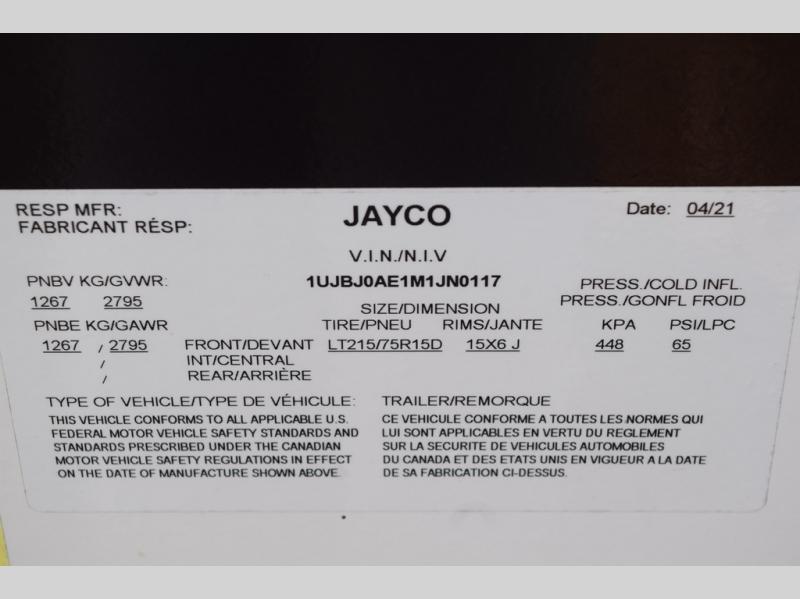 RESP MFR: JAYCO Date: 04/21
FABRICANT RÉSP:
V.I.N./N.I.V
PNBV KG/GVWR: 1UJBJ0AE1M1JN0117 PRESS./COLD INFL.
1267 2795 SIZE/DIMENSION PRESS./GONFL FROID
PNBE KG/GAWR TIRE/PNEU RIMS/JANTE KPA PSI/LPC
1267 / 2795 FRONT/DEVANT LT215/75R15D 15X6 J 448 65
/ INT/CENTRAL
/ REAR/ARRIÈRE
TYPE OF VEHICLE/TYPE DE VÉHICULE: TRAILER/REMORQUE
THIS VEHICLE CONFORMS TO ALL APPLICABLE U.S.
FEDERAL MOTOR VEHICLE SAFETY STANDARDS AND
STANDARDS PRESCRIBED UNDER THE CANADIAN
MOTOR VEHICLE SAFETY REGULATIONS IN EFFECT
ON THE DATE OF MANUFACTURE SHOWN ABOVE.
CE VEHICULE CONFORME A TOUTES LES NORMES QUI
LUI SONT APPLICABLES EN VERTU DU REGLEMENT
SUR LA SECURITE DE VEHICULES AUTOMOBILES
DU CANADA ET DES ETATS UNIS EN VIGUEUR A LA DATE
DE SA FABRICATION CI-DESSUS.